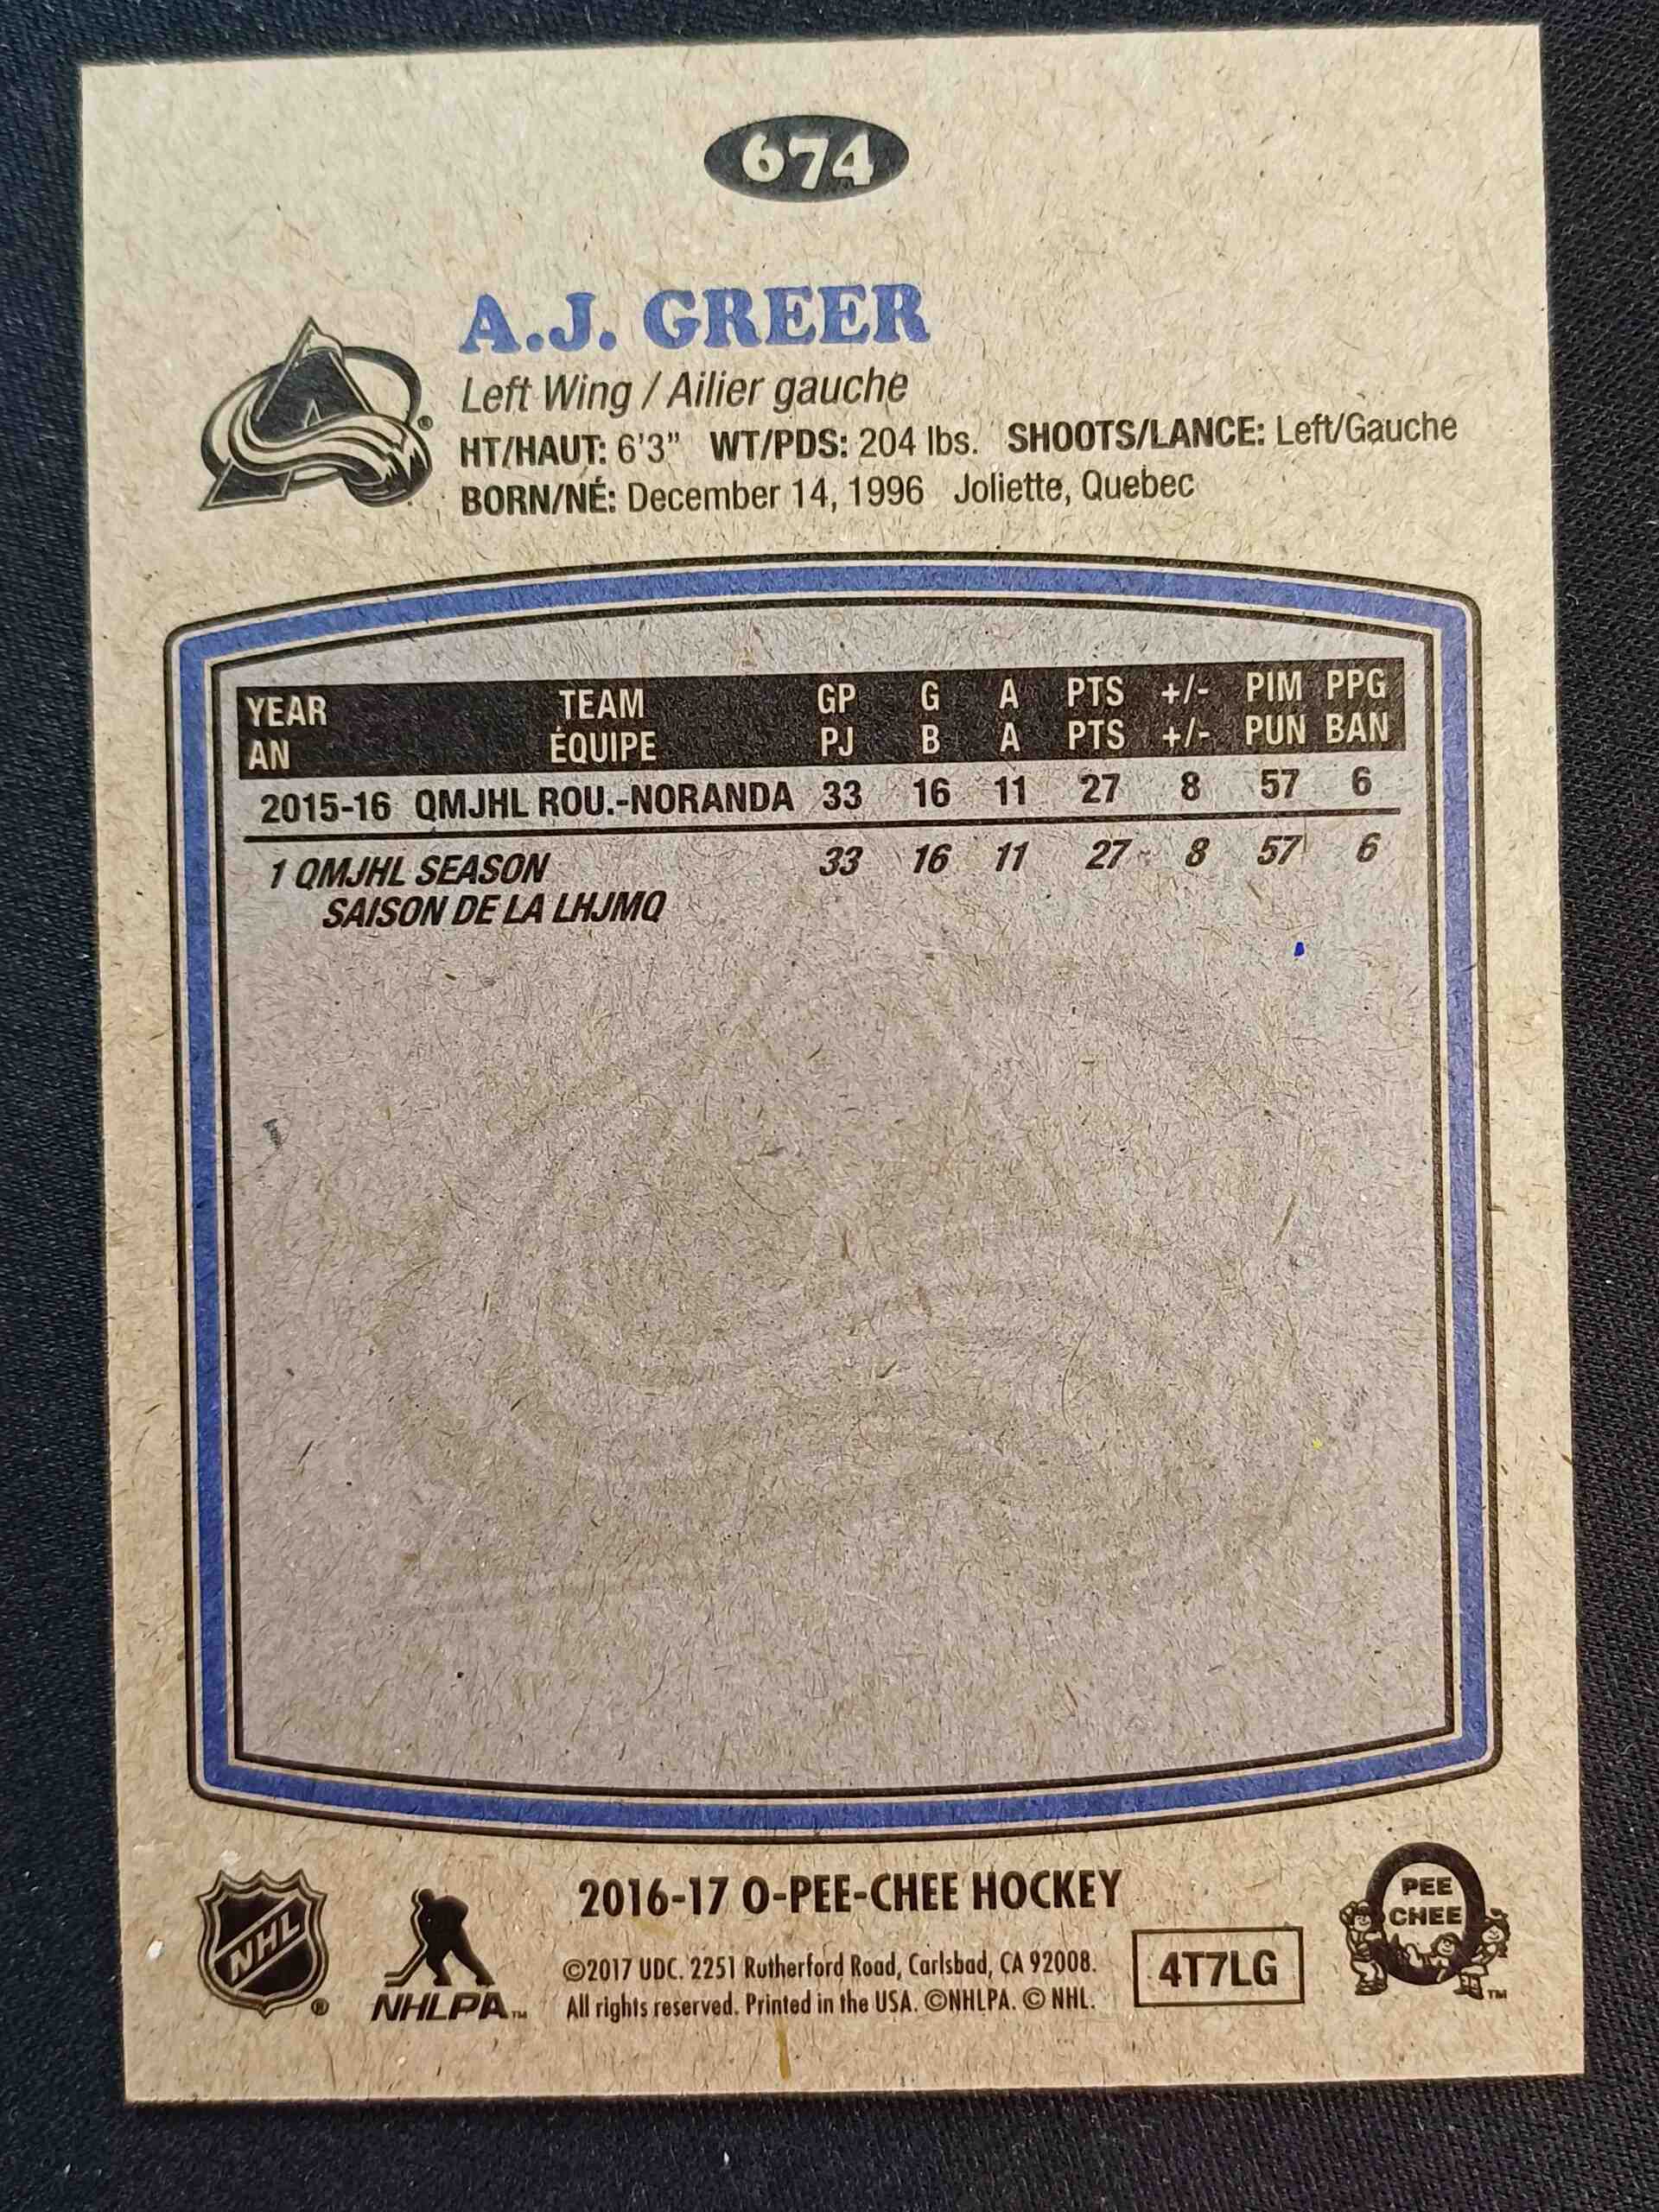 674
A.J. GREER
Left Wing / Ailier gauche
HT/HAUT: 6'3" WT/PDS: 204 lbs. SHOOTS/LANCE: Left/Gauche
BORN/NÉ: December 14, 1996 Joliette, Quebec
YEAR TEAM GP G A PTS +/- PIM PPG
AN ÉQUIPE PJ B A PTS +/- PUN BAN
2015-16 QMJHL ROU.-NORANDA 33 16 11 27 8 57 6
1 QMJHL SEASON 33 16 11 27 8 57 6
SAISON DE LA LHJMQ
NHL ®
NHLPA™
2016-17 O-PEE-CHEE HOCKEY
©2017 UDC. 2251 Rutherford Road, Carlsbad, CA 92008.
All rights reserved. Printed in the USA. ©NHLPA. © NHL.
4T7LG
O PEE CHEE ™